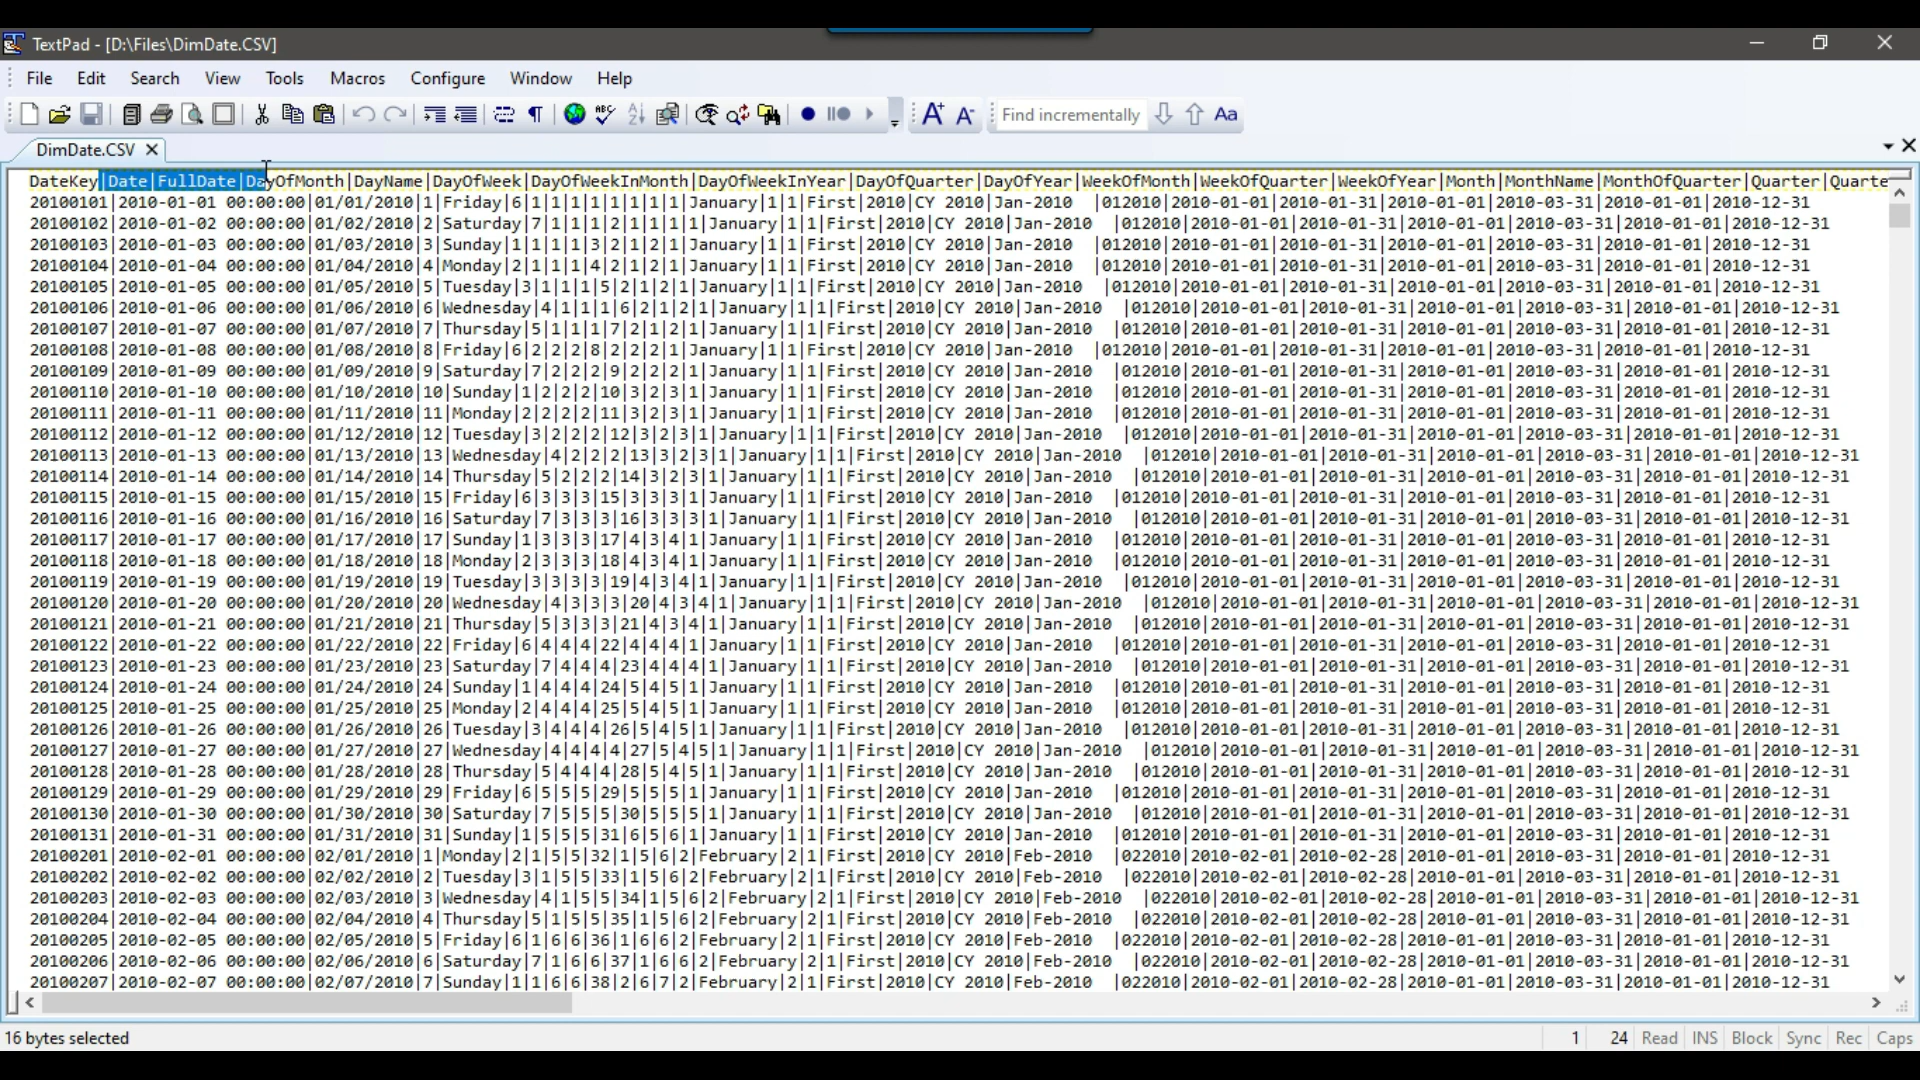 TextPad - [D:\Files\DimDate.CSV]
File Edit Search View Tools Macros Configure Window Help
Find incrementally
DimDate.CSV
DateKey|Date|FullDate|DayOfMonth|DayName|DayOfWeek|DayOfWeekInMonth|DayOfWeekInYear|DayOfQuarter|DayOfYear|WeekOfMonth|WeekOfQuarter|WeekOfYear|Month|MonthName|MonthOfQuarter|Quarter|Quarte
20100101|2010-01-01 00:00:00|01/01/2010|1|Friday|6|1|1|1|1|1|1|1|1|January|1|1|First|2010|CY 2010|Jan-2010  |012010|2010-01-01|2010-01-31|2010-01-01|2010-03-31|2010-01-01|2010-12-31
20100102|2010-01-02 00:00:00|01/02/2010|2|Saturday|7|1|1|1|2|1|1|1|1|January|1|1|First|2010|CY 2010|Jan-2010  |012010|2010-01-01|2010-01-31|2010-01-01|2010-03-31|2010-01-01|2010-12-31
20100103|2010-01-03 00:00:00|01/03/2010|3|Sunday|1|1|1|1|3|2|1|2|1|January|1|1|First|2010|CY 2010|Jan-2010  |012010|2010-01-01|2010-01-31|2010-01-01|2010-03-31|2010-01-01|2010-12-31
20100104|2010-01-04 00:00:00|01/04/2010|4|Monday|2|1|1|1|4|2|1|2|1|January|1|1|First|2010|CY 2010|Jan-2010  |012010|2010-01-01|2010-01-31|2010-01-01|2010-03-31|2010-01-01|2010-12-31
20100105|2010-01-05 00:00:00|01/05/2010|5|Tuesday|3|1|1|1|5|2|1|2|1|January|1|1|First|2010|CY 2010|Jan-2010  |012010|2010-01-01|2010-01-31|2010-01-01|2010-03-31|2010-01-01|2010-12-31
20100106|2010-01-06 00:00:00|01/06/2010|6|Wednesday|4|1|1|1|6|2|1|2|1|January|1|1|First|2010|CY 2010|Jan-2010  |012010|2010-01-01|2010-01-31|2010-01-01|2010-03-31|2010-01-01|2010-12-31
20100107|2010-01-07 00:00:00|01/07/2010|7|Thursday|5|1|1|1|7|2|1|2|1|January|1|1|First|2010|CY 2010|Jan-2010  |012010|2010-01-01|2010-01-31|2010-01-01|2010-03-31|2010-01-01|2010-12-31
20100108|2010-01-08 00:00:00|01/08/2010|8|Friday|6|2|2|2|8|2|2|2|1|January|1|1|First|2010|CY 2010|Jan-2010  |012010|2010-01-01|2010-01-31|2010-01-01|2010-03-31|2010-01-01|2010-12-31
20100109|2010-01-09 00:00:00|01/09/2010|9|Saturday|7|2|2|2|9|2|2|2|1|January|1|1|First|2010|CY 2010|Jan-2010  |012010|2010-01-01|2010-01-31|2010-01-01|2010-03-31|2010-01-01|2010-12-31
20100110|2010-01-10 00:00:00|01/10/2010|10|Sunday|1|2|2|2|10|3|2|3|1|January|1|1|First|2010|CY 2010|Jan-2010  |012010|2010-01-01|2010-01-31|2010-01-01|2010-03-31|2010-01-01|2010-12-31
20100111|2010-01-11 00:00:00|01/11/2010|11|Monday|2|2|2|2|11|3|2|3|1|January|1|1|First|2010|CY 2010|Jan-2010  |012010|2010-01-01|2010-01-31|2010-01-01|2010-03-31|2010-01-01|2010-12-31
20100112|2010-01-12 00:00:00|01/12/2010|12|Tuesday|3|2|2|2|12|3|2|3|1|January|1|1|First|2010|CY 2010|Jan-2010  |012010|2010-01-01|2010-01-31|2010-01-01|2010-03-31|2010-01-01|2010-12-31
20100113|2010-01-13 00:00:00|01/13/2010|13|Wednesday|4|2|2|2|13|3|2|3|1|January|1|1|First|2010|CY 2010|Jan-2010  |012010|2010-01-01|2010-01-31|2010-01-01|2010-03-31|2010-01-01|2010-12-31
20100114|2010-01-14 00:00:00|01/14/2010|14|Thursday|5|2|2|2|14|3|2|3|1|January|1|1|First|2010|CY 2010|Jan-2010  |012010|2010-01-01|2010-01-31|2010-01-01|2010-03-31|2010-01-01|2010-12-31
20100115|2010-01-15 00:00:00|01/15/2010|15|Friday|6|3|3|3|15|3|3|3|1|January|1|1|First|2010|CY 2010|Jan-2010  |012010|2010-01-01|2010-01-31|2010-01-01|2010-03-31|2010-01-01|2010-12-31
20100116|2010-01-16 00:00:00|01/16/2010|16|Saturday|7|3|3|3|16|3|3|3|1|January|1|1|First|2010|CY 2010|Jan-2010  |012010|2010-01-01|2010-01-31|2010-01-01|2010-03-31|2010-01-01|2010-12-31
20100117|2010-01-17 00:00:00|01/17/2010|17|Sunday|1|3|3|3|17|4|3|4|1|January|1|1|First|2010|CY 2010|Jan-2010  |012010|2010-01-01|2010-01-31|2010-01-01|2010-03-31|2010-01-01|2010-12-31
20100118|2010-01-18 00:00:00|01/18/2010|18|Monday|2|3|3|3|18|4|3|4|1|January|1|1|First|2010|CY 2010|Jan-2010  |012010|2010-01-01|2010-01-31|2010-01-01|2010-03-31|2010-01-01|2010-12-31
20100119|2010-01-19 00:00:00|01/19/2010|19|Tuesday|3|3|3|3|19|4|3|4|1|January|1|1|First|2010|CY 2010|Jan-2010  |012010|2010-01-01|2010-01-31|2010-01-01|2010-03-31|2010-01-01|2010-12-31
20100120|2010-01-20 00:00:00|01/20/2010|20|Wednesday|4|3|3|3|20|4|3|4|1|January|1|1|First|2010|CY 2010|Jan-2010  |012010|2010-01-01|2010-01-31|2010-01-01|2010-03-31|2010-01-01|2010-12-31
20100121|2010-01-21 00:00:00|01/21/2010|21|Thursday|5|3|3|3|21|4|3|4|1|January|1|1|First|2010|CY 2010|Jan-2010  |012010|2010-01-01|2010-01-31|2010-01-01|2010-03-31|2010-01-01|2010-12-31
20100122|2010-01-22 00:00:00|01/22/2010|22|Friday|6|4|4|4|22|4|4|4|1|January|1|1|First|2010|CY 2010|Jan-2010  |012010|2010-01-01|2010-01-31|2010-01-01|2010-03-31|2010-01-01|2010-12-31
20100123|2010-01-23 00:00:00|01/23/2010|23|Saturday|7|4|4|4|23|4|4|4|1|January|1|1|First|2010|CY 2010|Jan-2010  |012010|2010-01-01|2010-01-31|2010-01-01|2010-03-31|2010-01-01|2010-12-31
20100124|2010-01-24 00:00:00|01/24/2010|24|Sunday|1|4|4|4|24|5|4|5|1|January|1|1|First|2010|CY 2010|Jan-2010  |012010|2010-01-01|2010-01-31|2010-01-01|2010-03-31|2010-01-01|2010-12-31
20100125|2010-01-25 00:00:00|01/25/2010|25|Monday|2|4|4|4|25|5|4|5|1|January|1|1|First|2010|CY 2010|Jan-2010  |012010|2010-01-01|2010-01-31|2010-01-01|2010-03-31|2010-01-01|2010-12-31
20100126|2010-01-26 00:00:00|01/26/2010|26|Tuesday|3|4|4|4|26|5|4|5|1|January|1|1|First|2010|CY 2010|Jan-2010  |012010|2010-01-01|2010-01-31|2010-01-01|2010-03-31|2010-01-01|2010-12-31
20100127|2010-01-27 00:00:00|01/27/2010|27|Wednesday|4|4|4|4|27|5|4|5|1|January|1|1|First|2010|CY 2010|Jan-2010  |012010|2010-01-01|2010-01-31|2010-01-01|2010-03-31|2010-01-01|2010-12-31
20100128|2010-01-28 00:00:00|01/28/2010|28|Thursday|5|4|4|4|28|5|4|5|1|January|1|1|First|2010|CY 2010|Jan-2010  |012010|2010-01-01|2010-01-31|2010-01-01|2010-03-31|2010-01-01|2010-12-31
20100129|2010-01-29 00:00:00|01/29/2010|29|Friday|6|5|5|5|29|5|5|5|1|January|1|1|First|2010|CY 2010|Jan-2010  |012010|2010-01-01|2010-01-31|2010-01-01|2010-03-31|2010-01-01|2010-12-31
20100130|2010-01-30 00:00:00|01/30/2010|30|Saturday|7|5|5|5|30|5|5|5|1|January|1|1|First|2010|CY 2010|Jan-2010  |012010|2010-01-01|2010-01-31|2010-01-01|2010-03-31|2010-01-01|2010-12-31
20100131|2010-01-31 00:00:00|01/31/2010|31|Sunday|1|5|5|5|31|6|5|6|1|January|1|1|First|2010|CY 2010|Jan-2010  |012010|2010-01-01|2010-01-31|2010-01-01|2010-03-31|2010-01-01|2010-12-31
20100201|2010-02-01 00:00:00|02/01/2010|1|Monday|2|1|5|5|32|1|5|6|2|February|2|1|First|2010|CY 2010|Feb-2010  |022010|2010-02-01|2010-02-28|2010-01-01|2010-03-31|2010-01-01|2010-12-31
20100202|2010-02-02 00:00:00|02/02/2010|2|Tuesday|3|1|5|5|33|1|5|6|2|February|2|1|First|2010|CY 2010|Feb-2010  |022010|2010-02-01|2010-02-28|2010-01-01|2010-03-31|2010-01-01|2010-12-31
20100203|2010-02-03 00:00:00|02/03/2010|3|Wednesday|4|1|5|5|34|1|5|6|2|February|2|1|First|2010|CY 2010|Feb-2010  |022010|2010-02-01|2010-02-28|2010-01-01|2010-03-31|2010-01-01|2010-12-31
20100204|2010-02-04 00:00:00|02/04/2010|4|Thursday|5|1|5|5|35|1|5|6|2|February|2|1|First|2010|CY 2010|Feb-2010  |022010|2010-02-01|2010-02-28|2010-01-01|2010-03-31|2010-01-01|2010-12-31
20100205|2010-02-05 00:00:00|02/05/2010|5|Friday|6|1|6|6|36|1|6|6|2|February|2|1|First|2010|CY 2010|Feb-2010  |022010|2010-02-01|2010-02-28|2010-01-01|2010-03-31|2010-01-01|2010-12-31
20100206|2010-02-06 00:00:00|02/06/2010|6|Saturday|7|1|6|6|37|1|6|6|2|February|2|1|First|2010|CY 2010|Feb-2010  |022010|2010-02-01|2010-02-28|2010-01-01|2010-03-31|2010-01-01|2010-12-31
20100207|2010-02-07 00:00:00|02/07/2010|7|Sunday|1|1|6|6|38|2|6|7|2|February|2|1|First|2010|CY 2010|Feb-2010  |022010|2010-02-01|2010-02-28|2010-01-01|2010-03-31|2010-01-01|2010-12-31
16 bytes selected 1 24 Read INS Block Sync Rec Caps